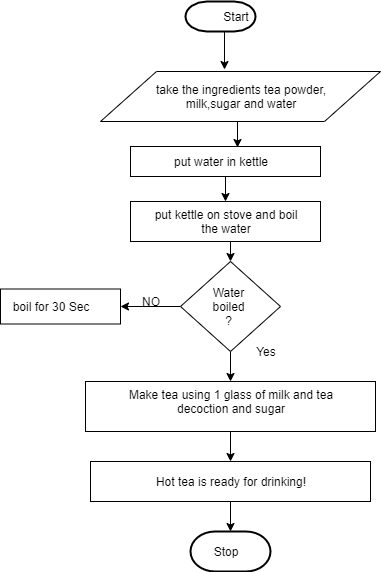 Start
take the ingredients tea powder,
milk,sugar and water
put water in kettle
put kettle on stove and boil
the water
Water
boiled
?
NO
boil for 30 Sec
Yes
Make tea using 1 glass of milk and tea
decoction and sugar
Hot tea is ready for drinking!
Stop